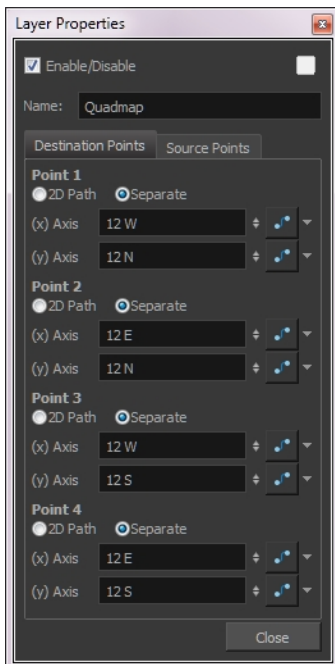 Layer Properties
Enable/Disable
Name: Quadmap
Destination Points Source Points
Point 1
2D Path Separate
(x) Axis 12 W
(y) Axis 12 N
Point 2
2D Path Separate
(x) Axis 12 E
(y) Axis 12 N
Point 3
2D Path Separate
(x) Axis 12 W
(y) Axis 12 S
Point 4
2D Path Separate
(x) Axis 12 E
(y) Axis 12 S
Close